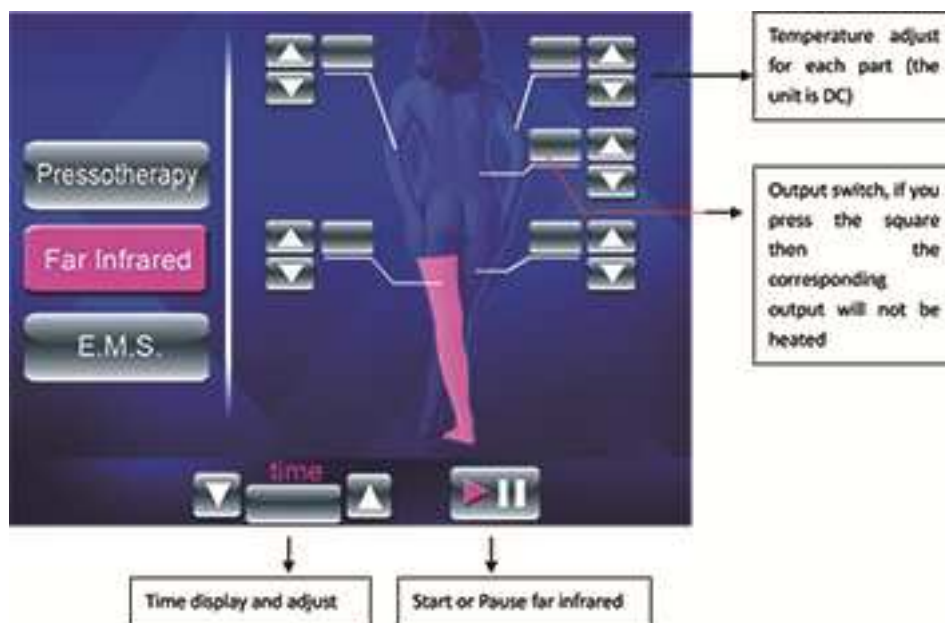 Temperature adjust
for each part (the
unit is DC)
Pressotherapy
Far Infrared
E.M.S.
Output switch, if you
press the square
then the
corresponding
output will not be
heated
time
Time display and adjust
Start or Pause far infrared